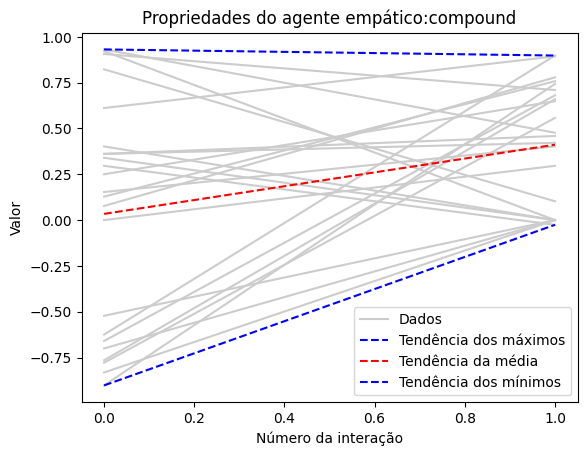 Propriedades do agente empático:compound
Valor
1.00
0.75
0.50
0.25
0.00
−0.25
−0.50
−0.75
Dados
Tendência dos máximos
Tendência da média
Tendência dos mínimos
0.0
0.2
0.4
0.6
0.8
1.0
Número da interação